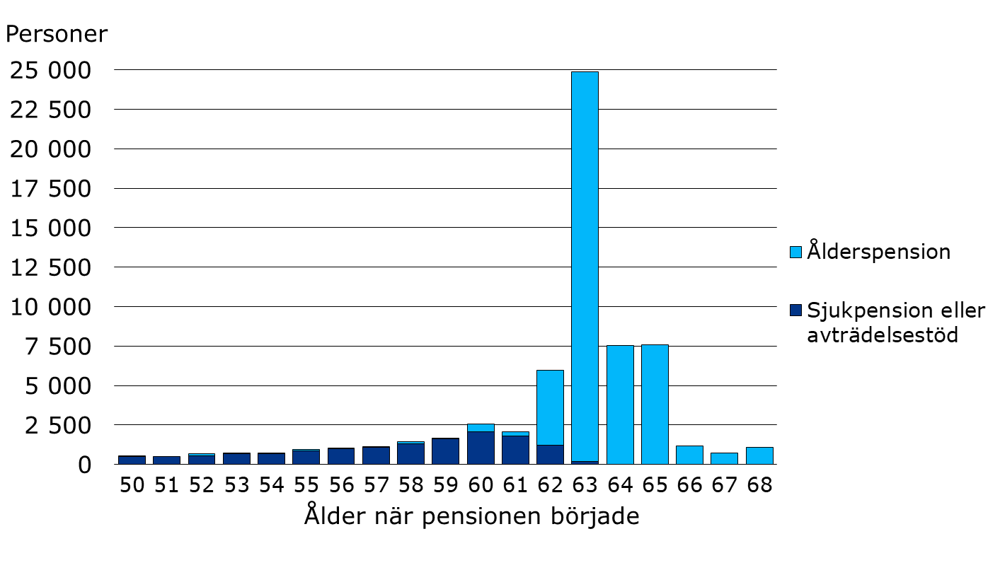 Personer
25 000
22 500
20 000
17 500
15 000
12 500
10 000
7 500
5 000
2 500
0
50 51 52 53 54 55 56 57 58 59 60 61 62 63 64 65 66 67 68
Ålder när pensionen började
Ålderspension
Sjukpension eller
avträdelsestöd